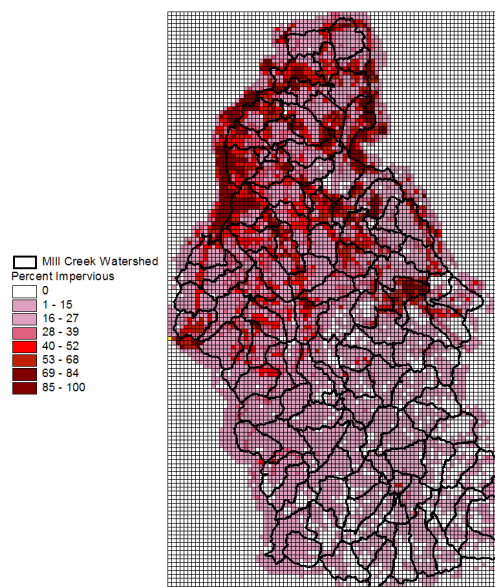 MIll Creek Watershed
Percent Impervious
0
1 - 15
16 - 27
28 - 39
40 - 52
53 - 68
69 - 84
85 - 100